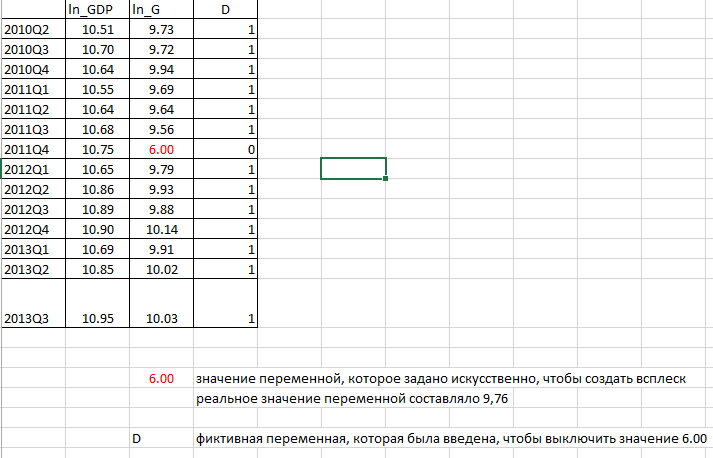 ln_GDP ln_G D
2010Q2 10.51 9.73 1
2010Q3 10.70 9.72 1
2010Q4 10.64 9.94 1
2011Q1 10.55 9.69 1
2011Q2 10.64 9.64 1
2011Q3 10.68 9.56 1
2011Q4 10.75 6.00 0
2012Q1 10.65 9.79 1
2012Q2 10.86 9.93 1
2012Q3 10.89 9.88 1
2012Q4 10.90 10.14 1
2013Q1 10.69 9.91 1
2013Q2 10.85 10.02 1
2013Q3 10.95 10.03 1
6.00 значение переменной, которое задано искусственно, чтобы создать всплеск
реальное значение переменной составляло 9,76
D фиктивная переменная, которая была введена, чтобы выключить значение 6.00